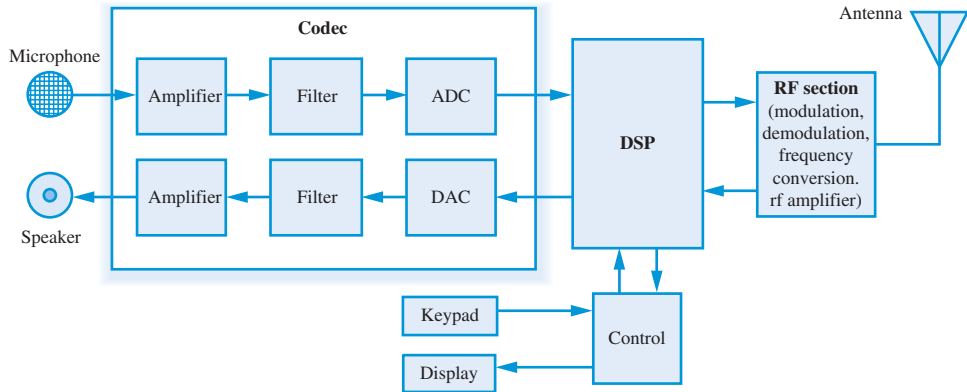 Antenna
Codec
Microphone
Amplifier
Filter
ADC
DSP
RF section
(modulation,
demodulation,
frequency
conversion.
rf amplifier)
Amplifier
Filter
DAC
Speaker
Keypad
Control
Display